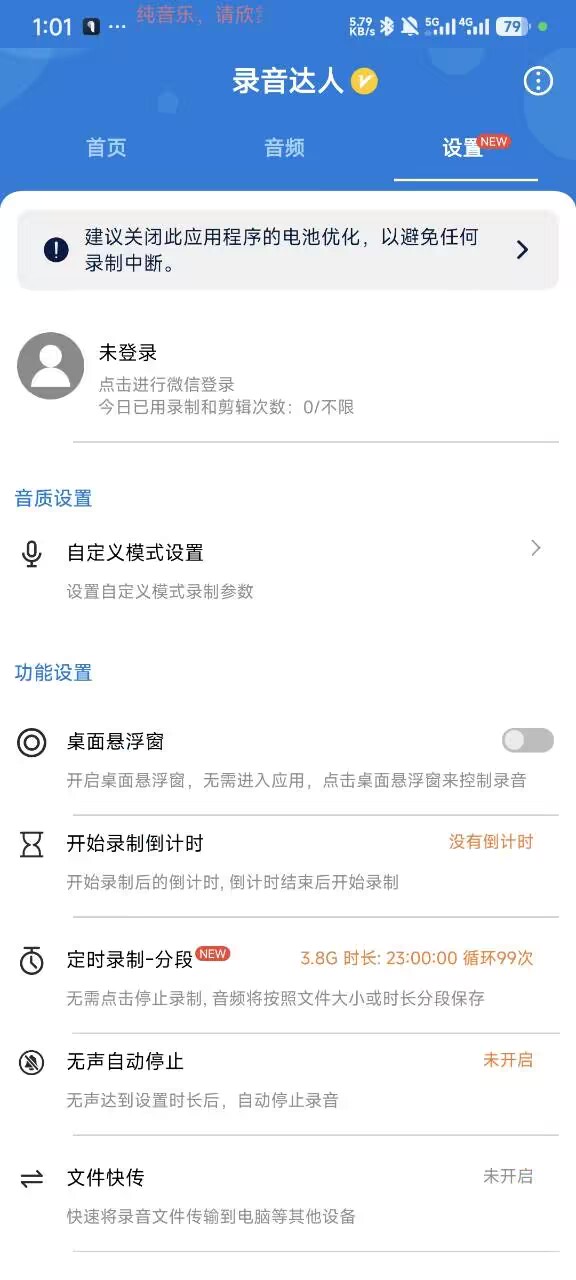 1:01 ··· 纯音乐，请欣 5.79 KB/s 5G 4G 79
录音达人
首页 音频 设置 NEW
建议关闭此应用程序的电池优化，以避免任何
录制中断。
未登录
点击进行微信登录
今日已用录制和剪辑次数：0/不限
音质设置
自定义模式设置
设置自定义模式录制参数
功能设置
桌面悬浮窗
开启桌面悬浮窗，无需进入应用，点击桌面悬浮窗来控制录音
开始录制倒计时 没有倒计时
开始录制后的倒计时, 倒计时结束后开始录制
定时录制-分段 NEW 3.8G 时长: 23:00:00 循环99次
无需点击停止录制, 音频将按照文件大小或时长分段保存
无声自动停止 未开启
无声达到设置时长后，自动停止录音
文件快传 未开启
快速将录音文件传输到电脑等其他设备